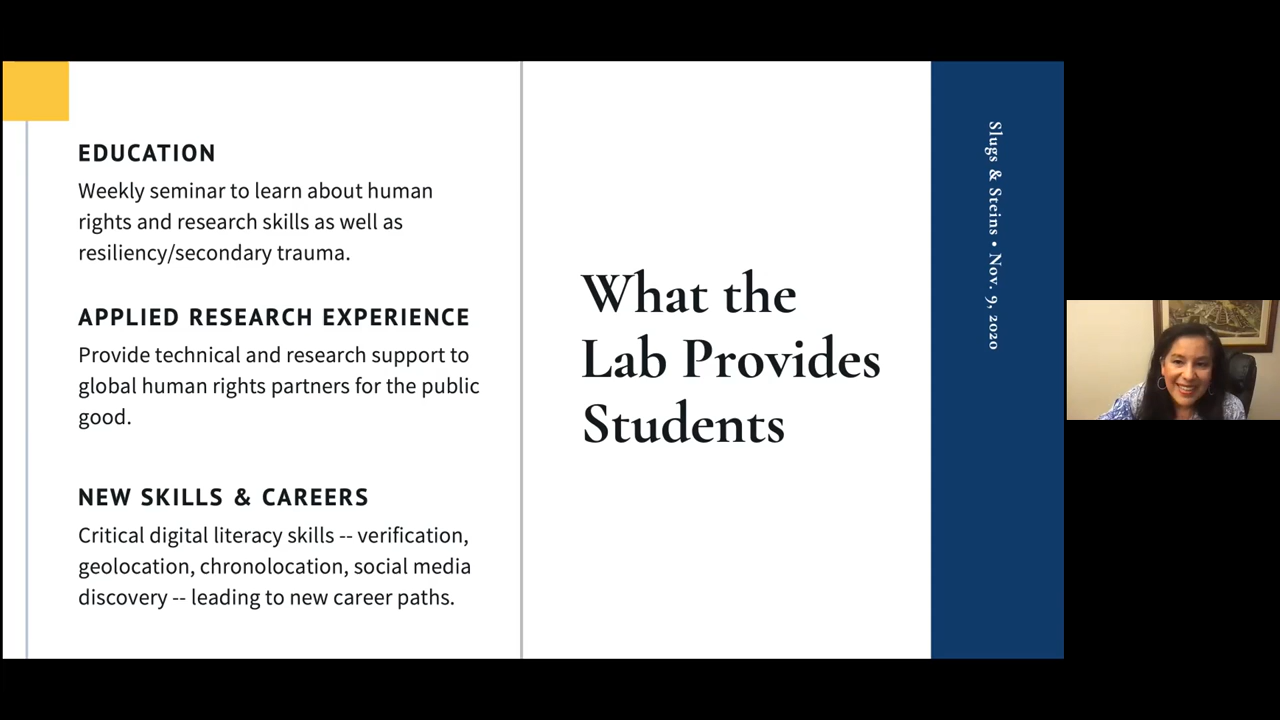 EDUCATION
Weekly seminar to learn about human
rights and research skills as well as
resiliency/secondary trauma.
APPLIED RESEARCH EXPERIENCE
Provide technical and research support to
global human rights partners for the public
good.
NEW SKILLS & CAREERS
Critical digital literacy skills -- verification,
geolocation, chronolocation, social media
discovery -- leading to new career paths.
What the
Lab Provides
Students
Slugs & Steins • Nov. 9, 2020